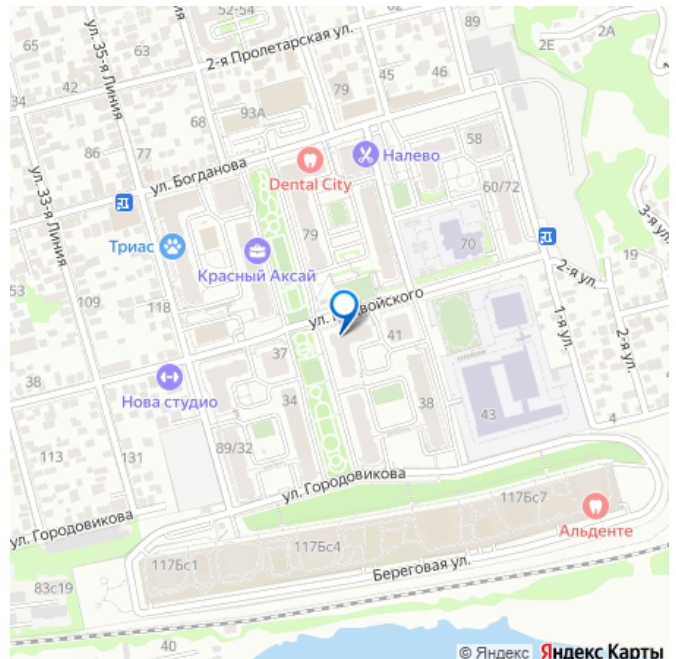 52-54
2А
89
65
63
2Е
ул. 35-я Линия
2-я Пролетарская ул.
42
79
45
46
34
93А
68
58
86
77
ул. Богданова
Налево
Dental City
60/72
ул. 33-я Линия
3-я ул.
Триас
79
70
19
Красный Аксай
2-я ул.
53
109
118
1-я ул.
2-я ул.
37
41
38
Нова студио
34
38
43
3
4
113
131
89/32
ул. Городовикова
117Бс7
ул. Городовикова
Альденте
117Бс4
117Бс1
Береговая ул.
83с19
40
© Яндекс Яндекс Карты